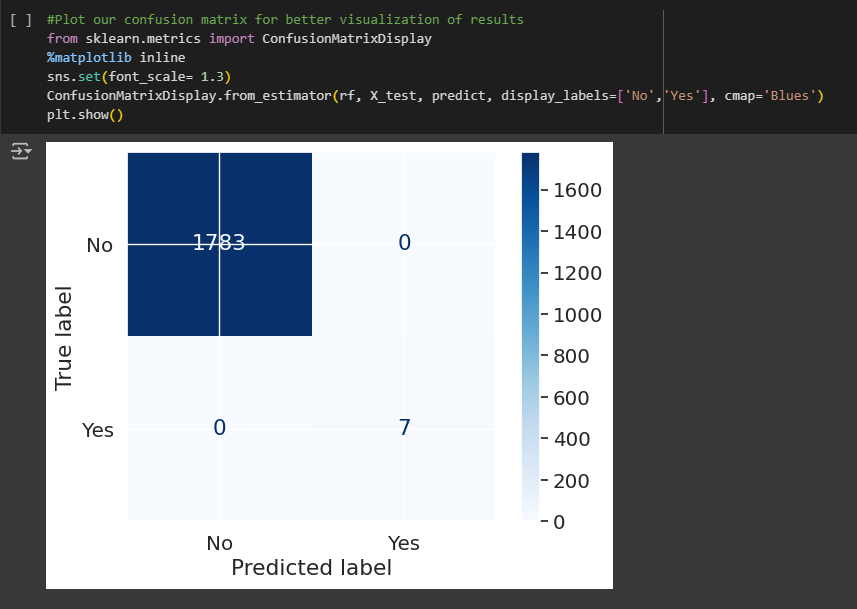 [ ] #Plot our confusion matrix for better visualization of results
from sklearn.metrics import ConfusionMatrixDisplay
%matplotlib inline
sns.set(font_scale= 1.3)
ConfusionMatrixDisplay.from_estimator(rf, X_test, predict, display_labels=['No','Yes'], cmap='Blues')
plt.show()
True label
No
Yes
1783 0
0 7
No Yes
Predicted label
1600
1400
1200
1000
800
600
400
200
0